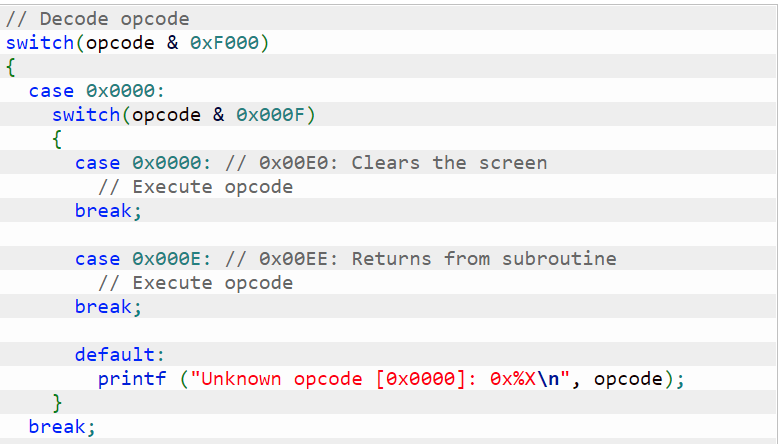 // Decode opcode
switch(opcode & 0xF000)
{
  case 0x0000:
    switch(opcode & 0x000F)
    {
      case 0x0000: // 0x00E0: Clears the screen
        // Execute opcode
      break;

      case 0x000E: // 0x00EE: Returns from subroutine
        // Execute opcode
      break;

      default:
        printf ("Unknown opcode [0x0000]: 0x%X\n", opcode);
    }
  break;